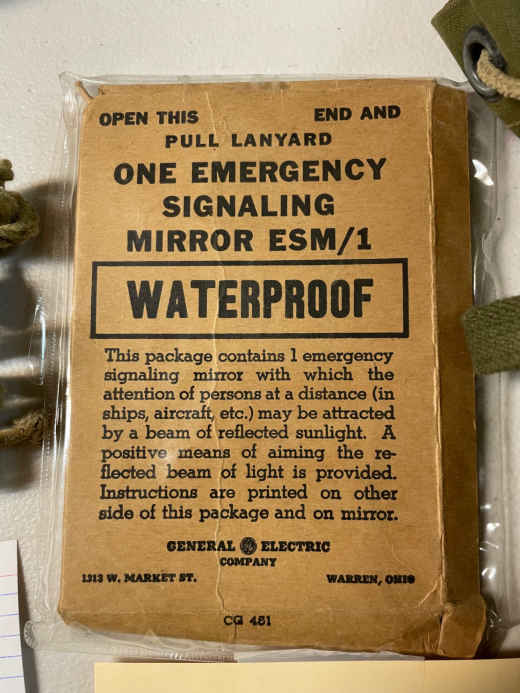 OPEN THIS END AND
PULL LANYARD
ONE EMERGENCY
SIGNALING
MIRROR ESM/1
WATERPROOF
This package contains 1 emergency
signaling mirror with which the
attention of persons at a distance (in
ships, aircraft, etc.) may be attracted
by a beam of reflected sunlight. A
positive means of aiming the re-
flected beam of light is provided.
Instructions are printed on other
side of this package and on mirror.
GENERAL GE ELECTRIC
COMPANY
1313 W. MARKET ST. WARREN, OHIO
CG 451